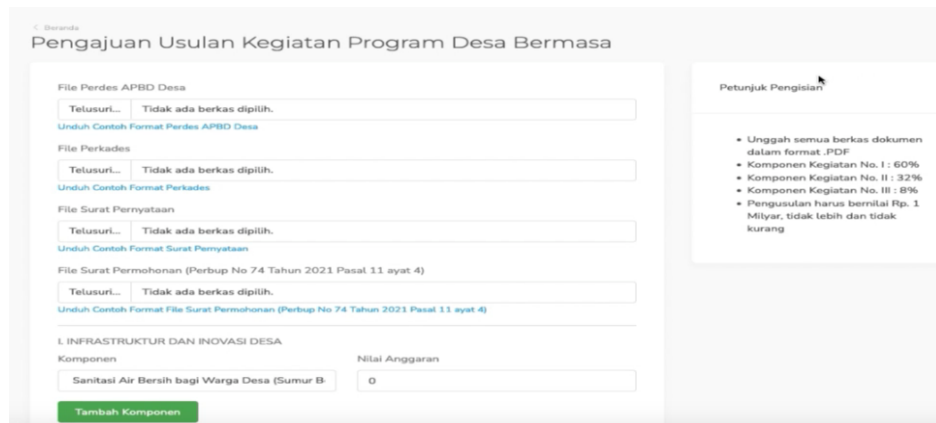 < Beranda
Pengajuan Usulan Kegiatan Program Desa Bermasa
File Perdes APBD Desa
Telusuri... Tidak ada berkas dipilih.
Unduh Contoh Format Perdes APBD Desa
File Perkades
Telusuri... Tidak ada berkas dipilih.
Unduh Contoh Format Perkades
File Surat Pernyataan
Telusuri... Tidak ada berkas dipilih.
Unduh Contoh Format Surat Pernyataan
File Surat Permohonan (Perbup No 74 Tahun 2021 Pasal 11 ayat 4)
Telusuri... Tidak ada berkas dipilih.
Unduh Contoh Format File Surat Permohonan (Perbup No 74 Tahun 2021 Pasal 11 ayat 4)
I. INFRASTRUKTUR DAN INOVASI DESA
Komponen Nilai Anggaran
Sanitasi Air Bersih bagi Warga Desa (Sumur B 0
Tambah Komponen
Petunjuk Pengisian
• Unggah semua berkas dokumen
dalam format .PDF
• Komponen Kegiatan No. I : 60%
• Komponen Kegiatan No. II : 32%
• Komponen Kegiatan No. III : 8%
• Pengusulan harus bernilai Rp. 1
Milyar, tidak lebih dan tidak
kurang